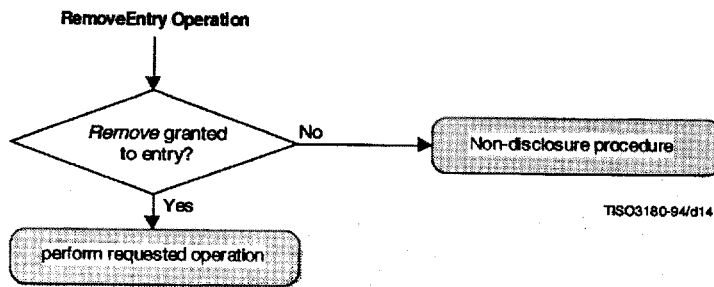 RemoveEntry Operation
Remove granted
to entry?
No
Non-disclosure procedure
Yes
TISO3180-94/d14
perform requested operation